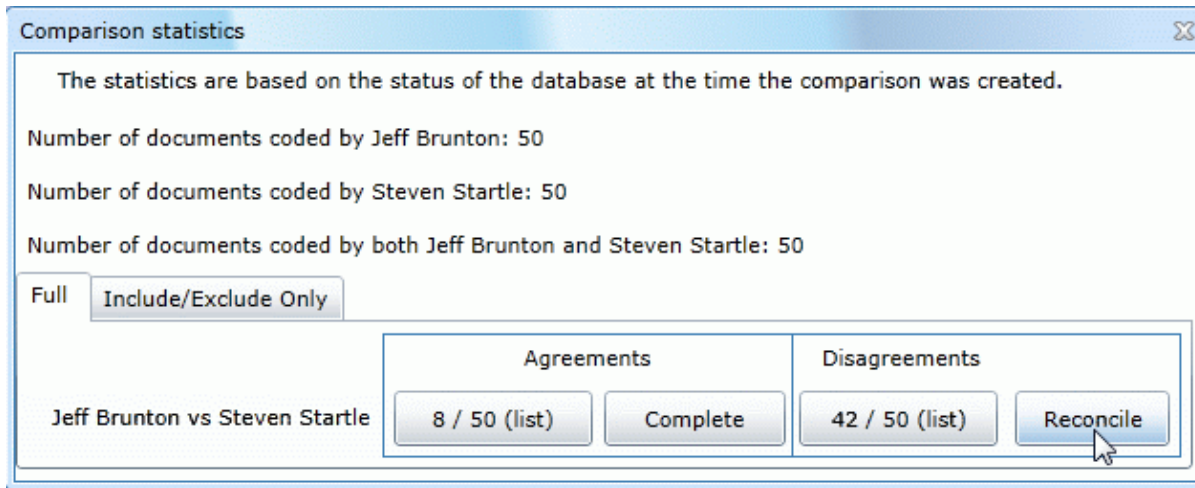 Comparison statistics
The statistics are based on the status of the database at the time the comparison was created.
Number of documents coded by Jeff Brunton: 50
Number of documents coded by Steven Startle: 50
Number of documents coded by both Jeff Brunton and Steven Startle: 50
Full Include/Exclude Only
Agreements Disagreements
Jeff Brunton vs Steven Startle 8 / 50 (list) Complete 42 / 50 (list) Reconcile